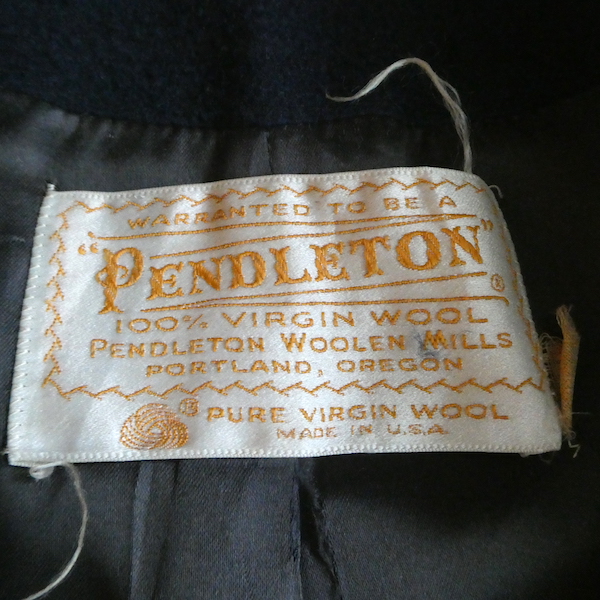 WARRANTED TO BE A
"PENDLETON"®
100% VIRGIN WOOL
PENDLETON WOOLEN MILLS
PORTLAND, OREGON
® PURE VIRGIN WOOL
MADE IN U.S.A.